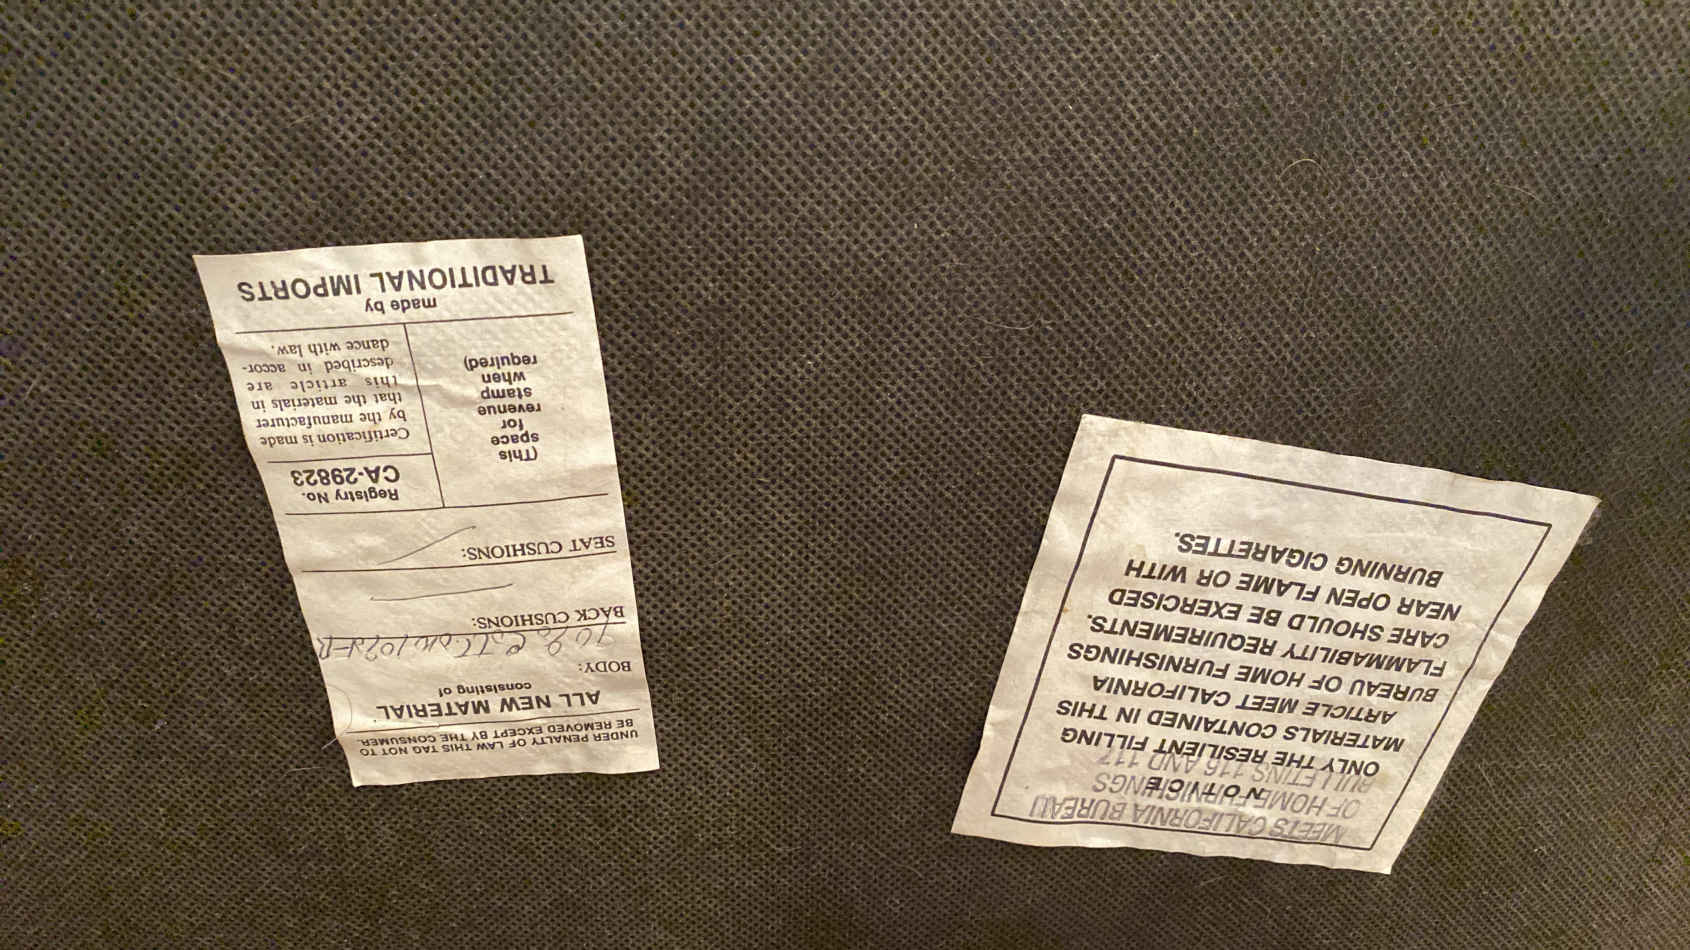 UNDER PENALTY OF LAW THIS TAG NOT TO
BE REMOVED EXCEPT BY THE CONSUMER.
ALL NEW MATERIAL
consisting of
BODY:
90% COTTON/10%
BACK CUSHIONS:
SEAT CUSHIONS:
Registry No.
CA-29823
Certification is made
by the manufacturer
that the materials in
this article are
described in accor-
dance with law.
(This
space
for
revenue
stamp
when
required)
made by
TRADITIONAL IMPORTS
MEETS CALIFORNIA BUREAU
OF HOME FURNISHINGS
BULLETINS 116 AND 117
NOTICE
ONLY THE RESILIENT FILLING
MATERIALS CONTAINED IN THIS
ARTICLE MEET CALIFORNIA
BUREAU OF HOME FURNISHINGS
FLAMMABILITY REQUIREMENTS.
CARE SHOULD BE EXERCISED
NEAR OPEN FLAME OR WITH
BURNING CIGARETTES.